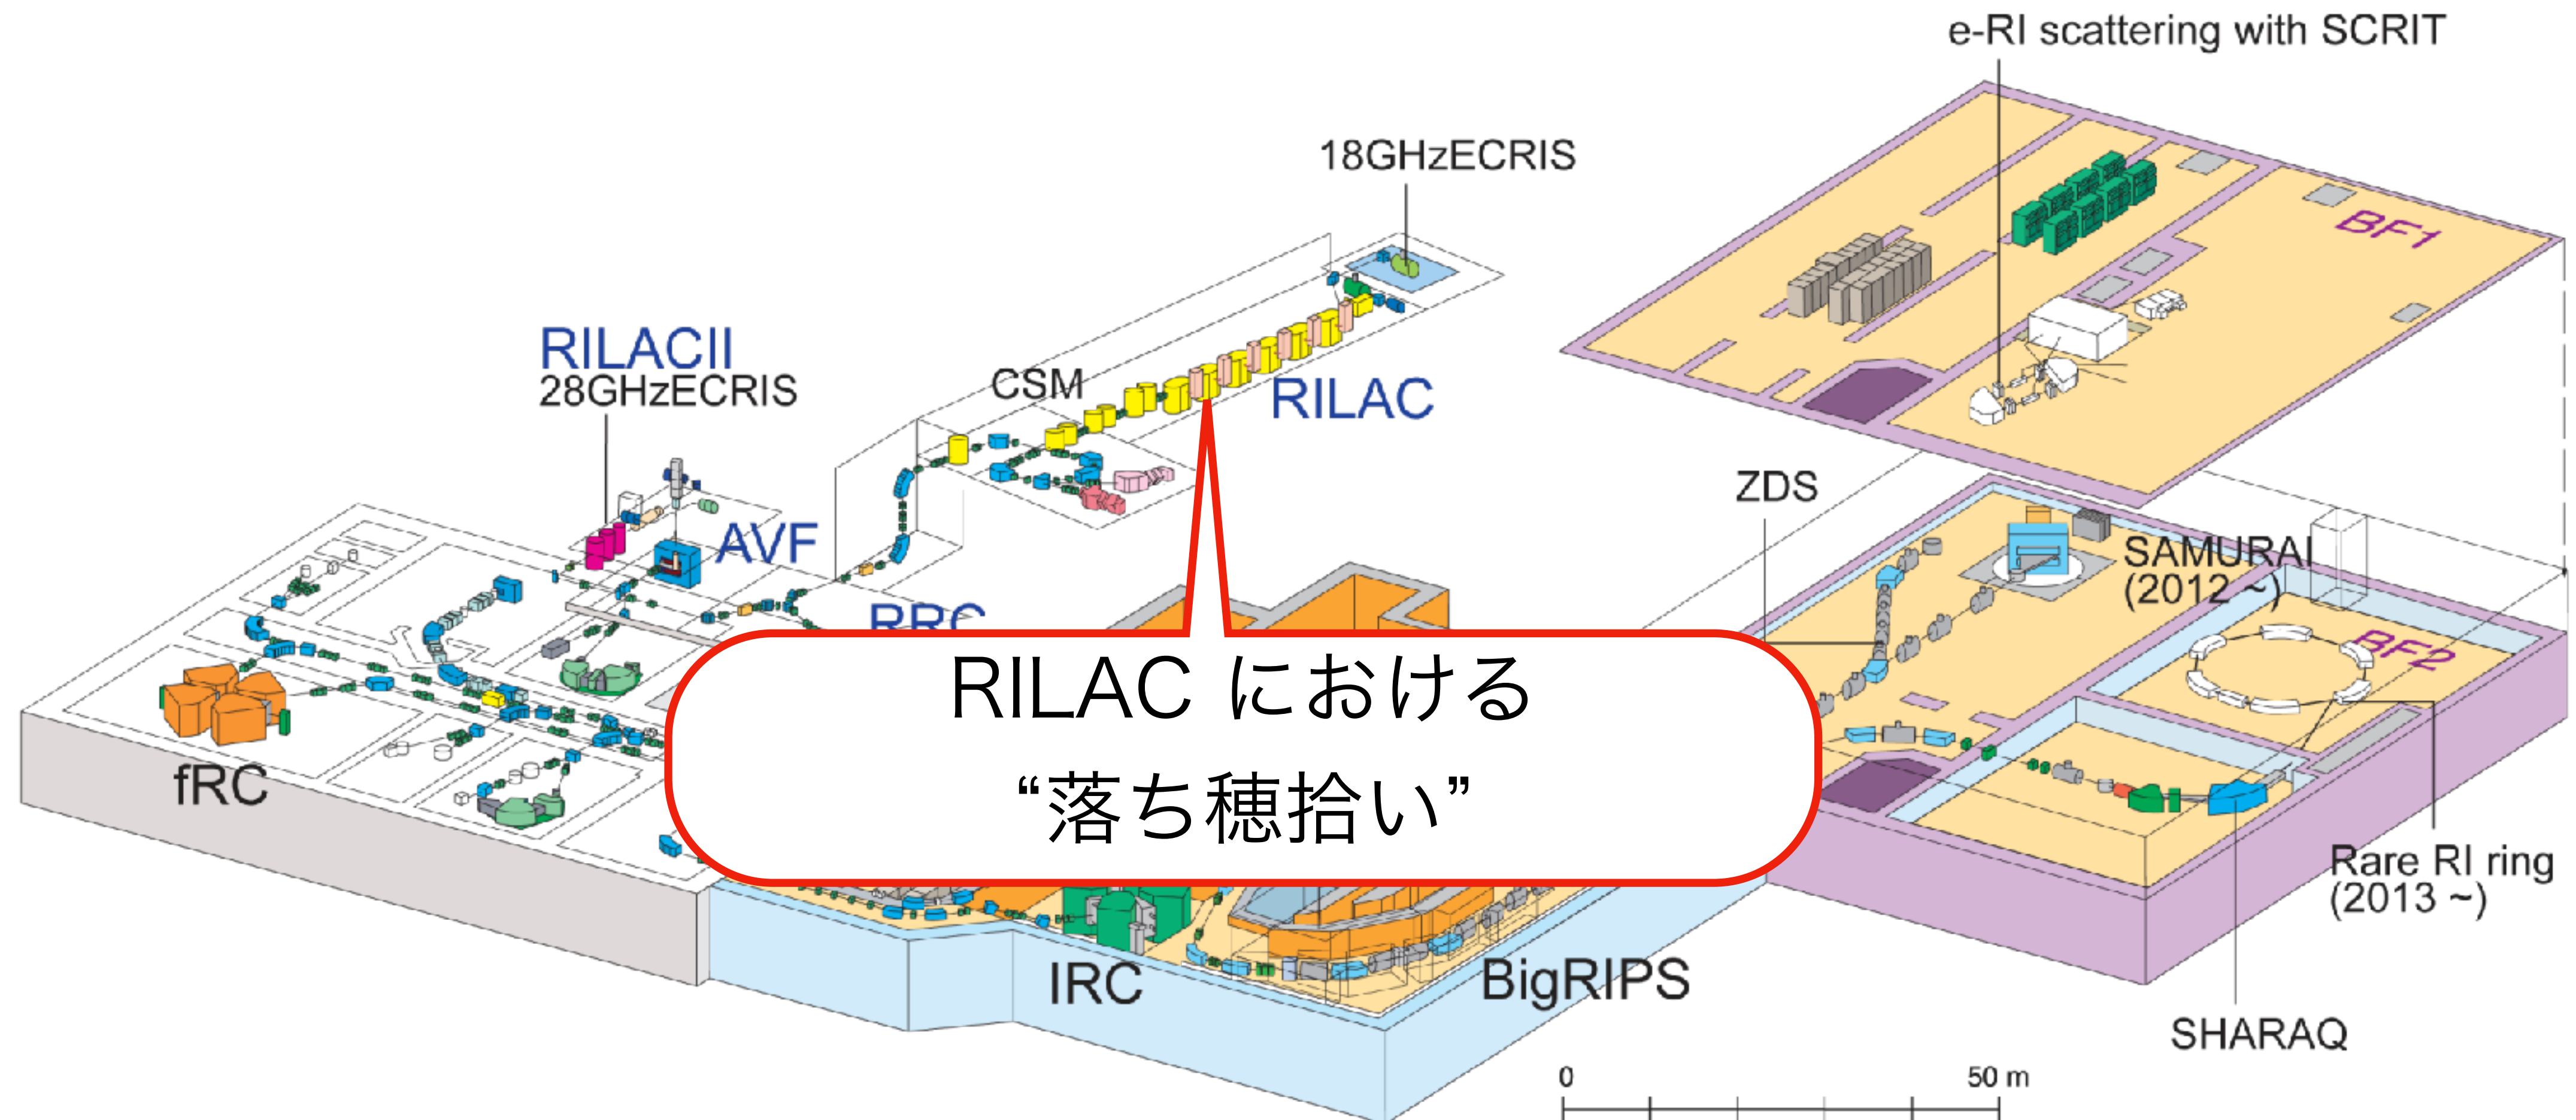 e-RI scattering with SCRIT
18GHzECRIS
BF1
RILACII
28GHzECRIS
CSM
RILAC
ZDS
AVF
SAMURAI
(2012 ~)
RRC
BF2
RILAC における
“落ち穂拾い”
fRC
Rare RI ring
(2013 ~)
IRC
BigRIPS
SHARAQ
0
50 m